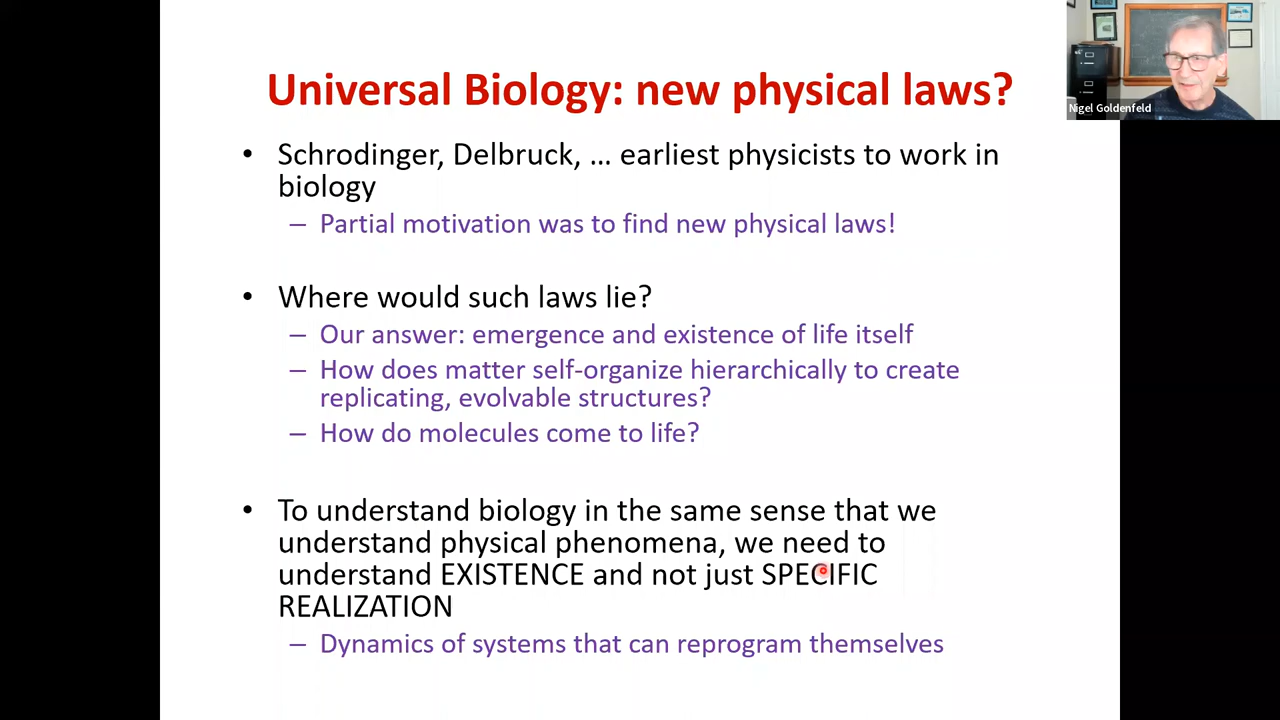 Universal Biology: new physical laws?
Nigel Goldenfeld
• Schrodinger, Delbruck, ... earliest physicists to work in
biology
– Partial motivation was to find new physical laws!
• Where would such laws lie?
– Our answer: emergence and existence of life itself
– How does matter self-organize hierarchically to create
replicating, evolvable structures?
– How do molecules come to life?
• To understand biology in the same sense that we
understand physical phenomena, we need to
understand EXISTENCE and not just SPECIFIC
REALIZATION
– Dynamics of systems that can reprogram themselves